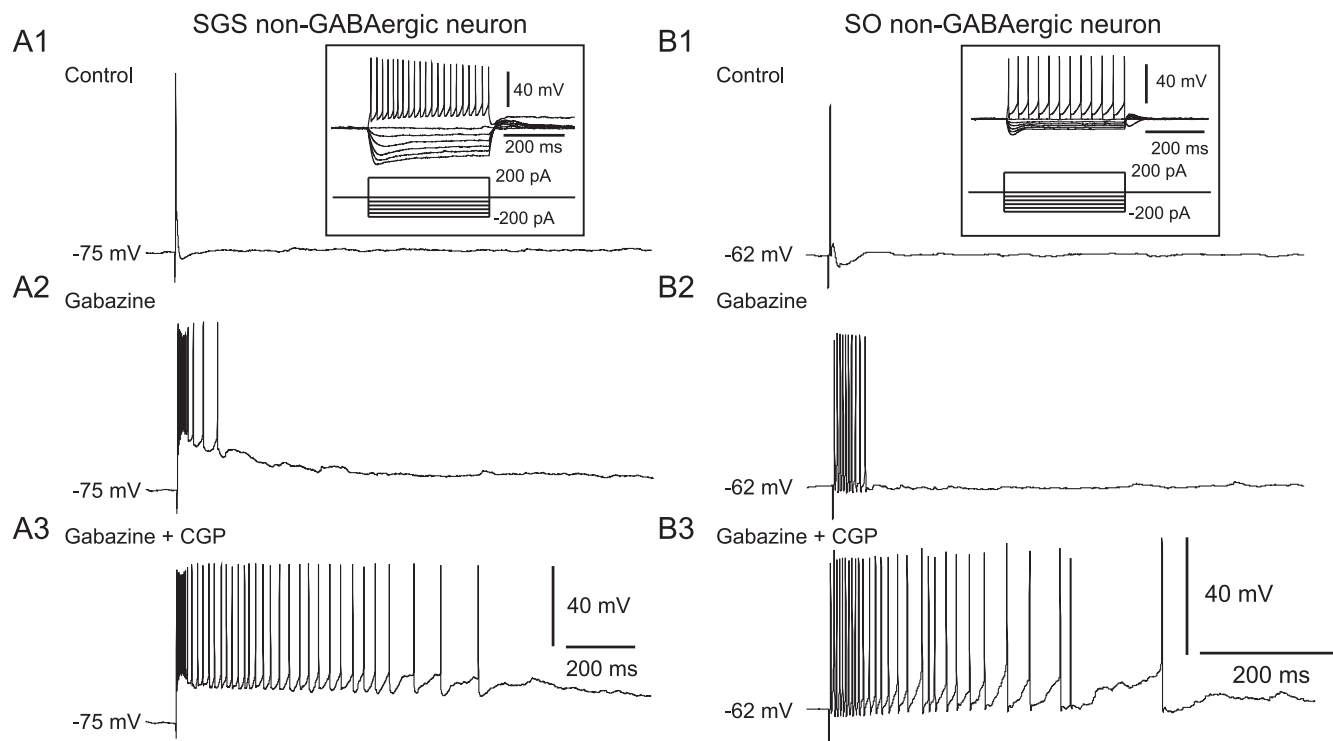 SGS non-GABAergic neuron
A1
Control
40 mV
200 ms
200 pA
-200 pA
-75 mV
A2
Gabazine
-75 mV
A3
Gabazine + CGP
40 mV
200 ms
-75 mV
SO non-GABAergic neuron
B1
Control
40 mV
200 ms
200 pA
-200 pA
-62 mV
B2
Gabazine
-62 mV
B3
Gabazine + CGP
40 mV
200 ms
-62 mV